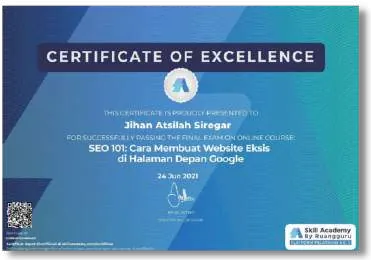 CERTIFICATE OF EXCELLENCE
THIS CERTIFICATE IS PROUDLY PRESENTED TO
Jihan Atsilah Siregar
FOR SUCCESSFULLY PASSING THE FINAL EXAM ON ONLINE COURSE:
SEO 101: Cara Membuat Website Eksis
di Halaman Depan Google
24 Jun 2021
Skill Academy
By Ruangguru